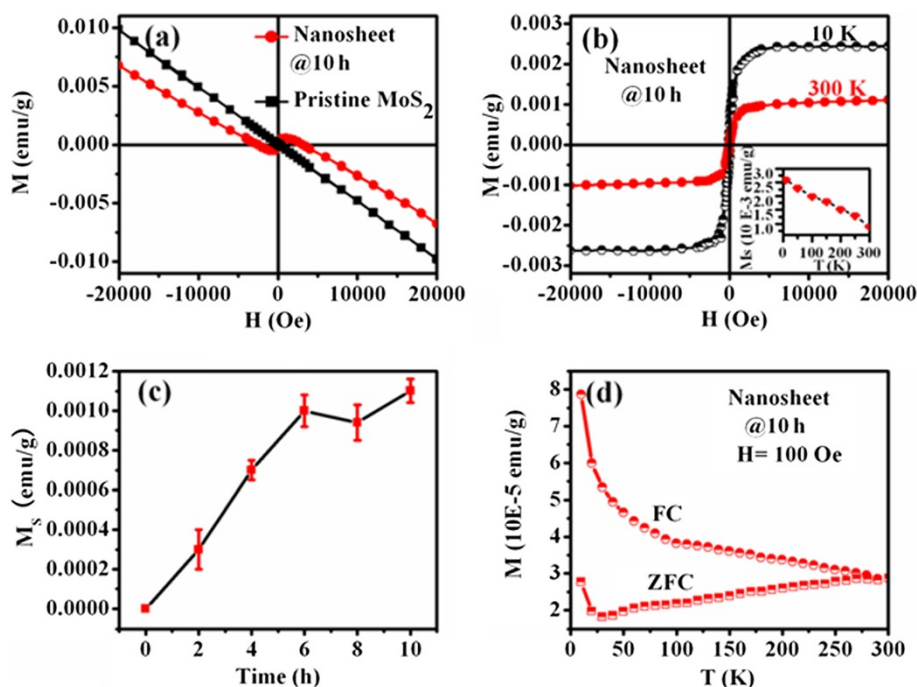 (a)
Nanosheet
@10 h
Pristine MoS2
M (emu/g)
0.010
0.005
0.000
-0.005
-0.010
-20000 -10000 0 10000 20000
H (Oe)
(b)
10 K
Nanosheet
@10 h
300 K
M (emu/g)
0.003
0.002
0.001
0.000
-0.001
-0.002
-0.003
-20000 -10000 0 10000 20000
H (Oe)
Ms (10 E-3 emu/g)
3.0
2.5
2.0
1.5
1.0
0 100 200 300
T (K)
(c)
Ms (emu/g)
0.0012
0.0010
0.0008
0.0006
0.0004
0.0002
0.0000
0 2 4 6 8 10
Time (h)
(d)
Nanosheet
@10 h
H= 100 Oe
FC
ZFC
M (10E-5 emu/g)
8
7
6
5
4
3
2
0 50 100 150 200 250 300
T (K)